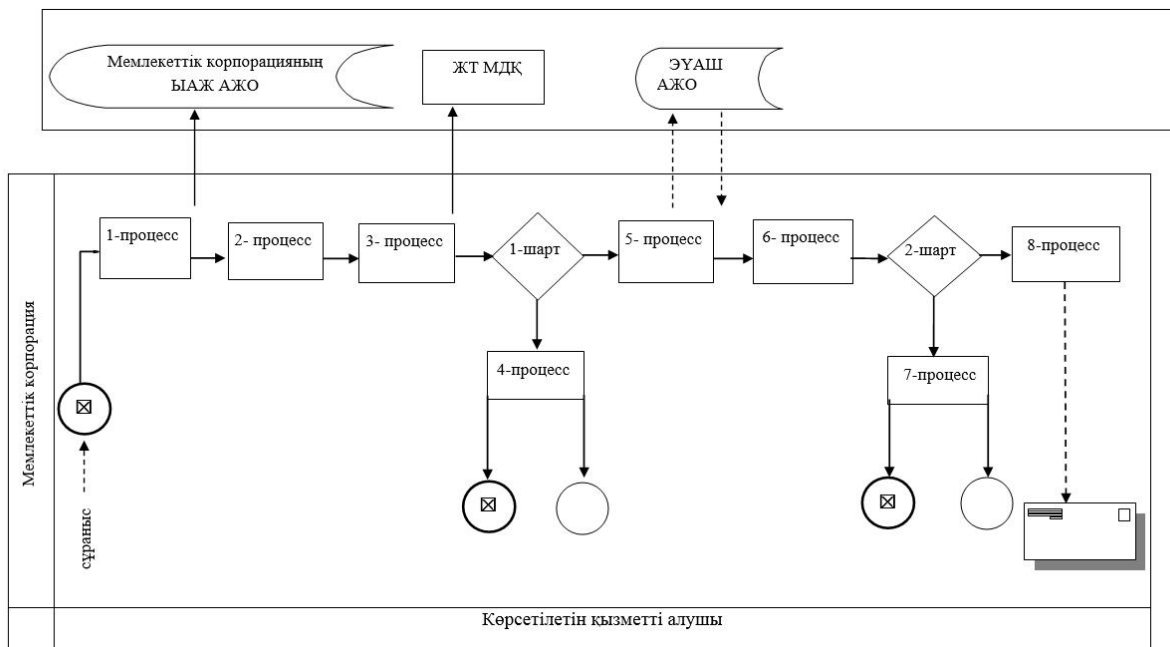 Мемлекеттік корпорацияның
ЫАЖ АЖО
ЖТ МДҚ
ЭҮАШ
АЖО
1-процесс
2- процесс
3- процесс
1-шарт
5- процесс
6- процесс
2-шарт
8-процесс
4-процесс
7-процесс
Мемлекеттік корпорация
сұраныс
Көрсетілетін қызметті алушы